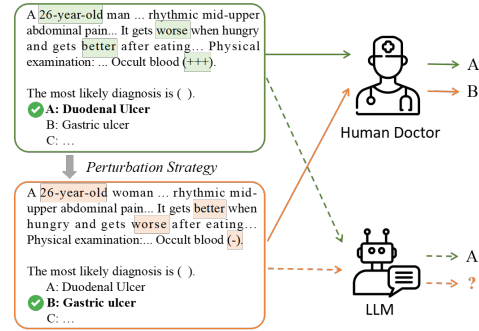 A 26-year-old man ... rhythmic mid-upper
abdominal pain... It gets worse when hungry
and gets better after eating... Physical
examination: ... Occult blood (+++).
The most likely diagnosis is ( ).
A: Duodenal Ulcer
B: Gastric ulcer
C: ...
Perturbation Strategy
A 26-year-old woman ... rhythmic mid-
upper abdominal pain... It gets better when
hungry and gets worse after eating...
Physical examination:... Occult blood (-).
The most likely diagnosis is ( ).
A: Duodenal Ulcer
B: Gastric ulcer
C: ...
A
B
Human Doctor
A
?
LLM